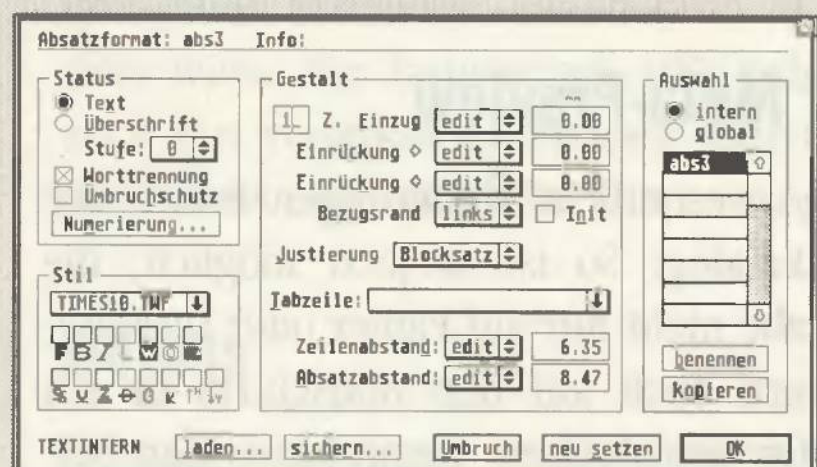 Absatzformat: abs3 Info:
Status
Text
Überschrift
Stufe: 0
Worttrennung
Umbruchschutz
Numerierung...
Stil
TIMES10.TWF
Gestalt
mm
1_ Z. Einzug edit 0.00
Einrückung edit 0.00
Einrückung edit 0.00
Bezugsrand links Init
Justierung Blocksatz
Tabzeile:
Zeilenabstand: edit 6.35
Absatzabstand: edit 8.47
Auswahl
intern
global
abs3
benennen
kopieren
TEXTINTERN laden... sichern... Umbruch neu setzen OK